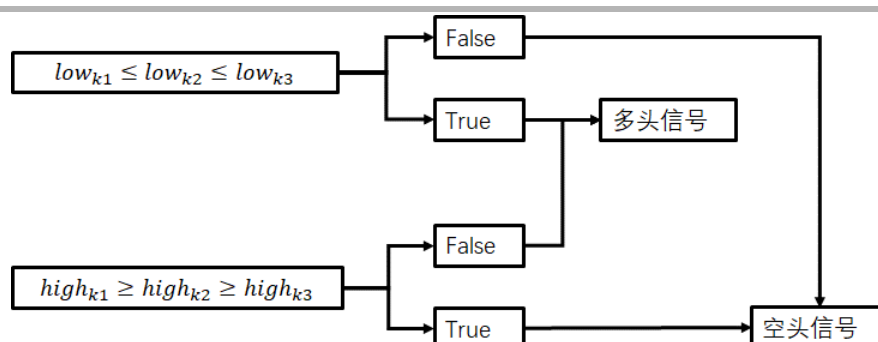 False
low_{k1} ≤ low_{k2} ≤ low_{k3}
True
多头信号
False
high_{k1} ≥ high_{k2} ≥ high_{k3}
True
空头信号